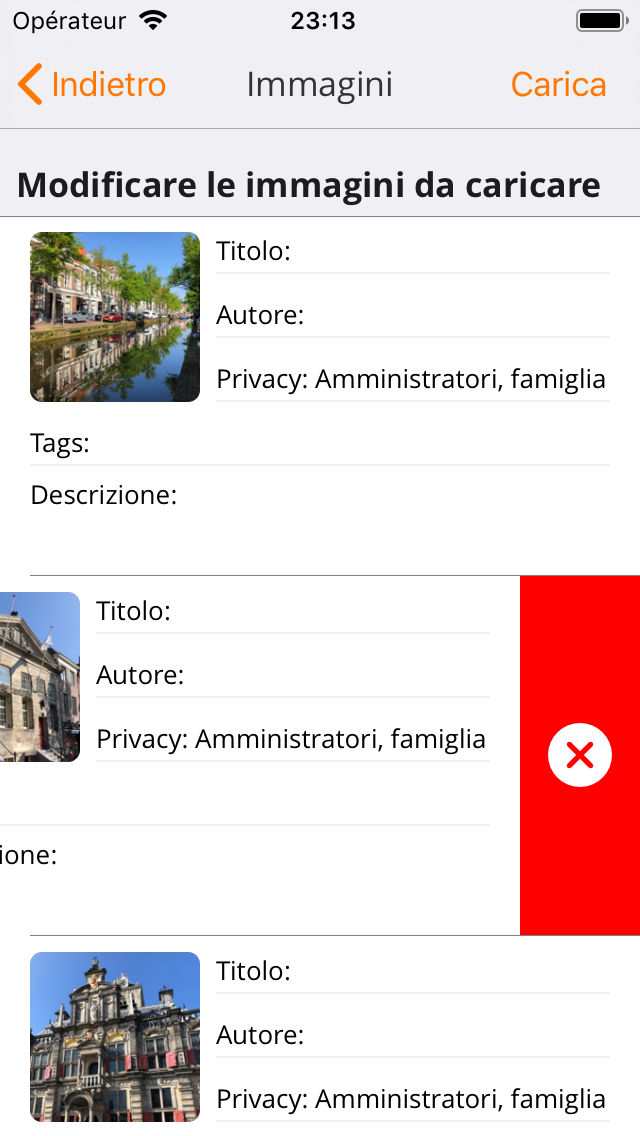 Opérateur 23:13
Indietro Immagini Carica
Modificare le immagini da caricare
Titolo:
Autore:
Privacy: Amministratori, famiglia
Tags:
Descrizione:
Titolo:
Autore:
Privacy: Amministratori, famiglia
ione:
Titolo:
Autore:
Privacy: Amministratori, famiglia